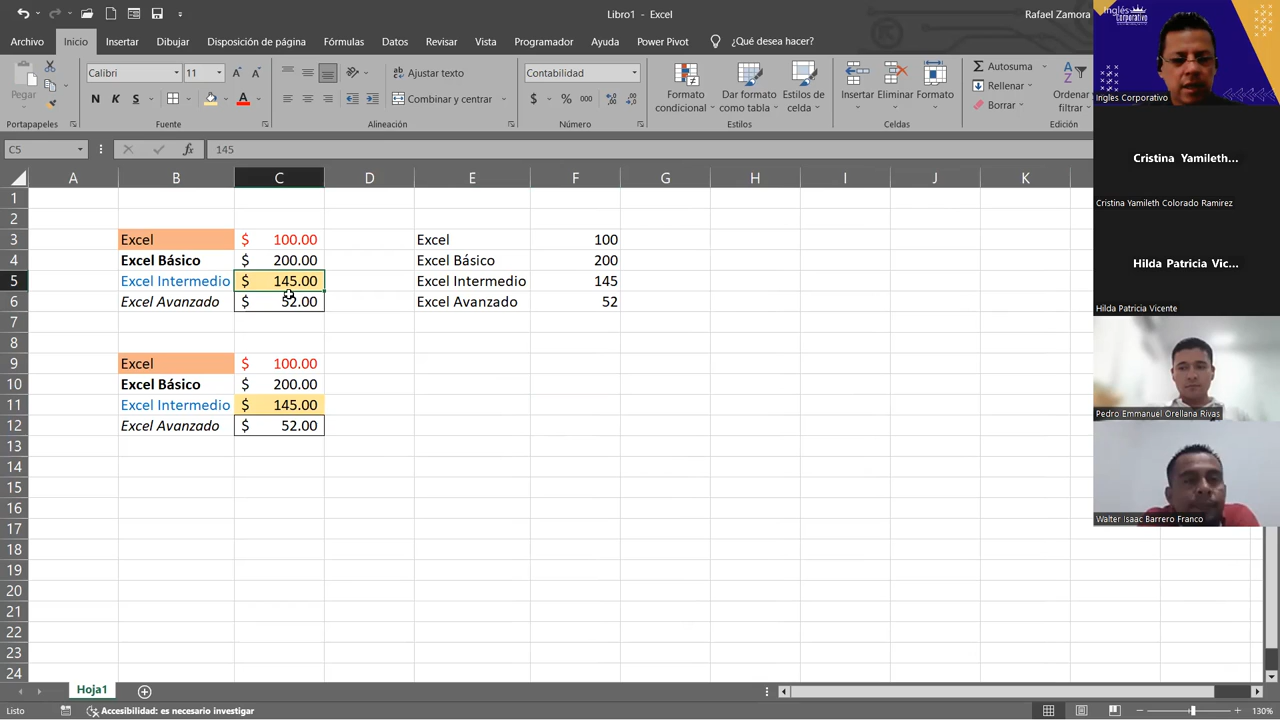 Libro1 - Excel
Rafael Zamora
Archivo Inicio Insertar Dibujar Disposición de página Fórmulas Datos Revisar Vista Programador Ayuda Power Pivot ¿Qué desea hacer?
Pegar
Calibri 11
N K S
Ajustar texto
Combinar y centrar
Contabilidad
$ % 000
Formato condicional
Dar formato como tabla
Estilos de celda
Insertar Eliminar Formato
Autosuma
Rellenar
Borrar
Ordenar filtrar
Portapapeles Fuente Alineación Número Estilos Celdas Edición
C5 fx 145
A B C D E F G H I J K
1
2
3 Excel $ 100.00 Excel 100
4 Excel Básico $ 200.00 Excel Básico 200
5 Excel Intermedio $ 145.00 Excel Intermedio 145
6 Excel Avanzado $ 52.00 Excel Avanzado 52
7
8
9 Excel $ 100.00
10 Excel Básico $ 200.00
11 Excel Intermedio $ 145.00
12 Excel Avanzado $ 52.00
13
14
15
16
17
18
19
20
21
22
23
24
Hoja1
Listo Accesibilidad: es necesario investigar 130%
Inglés Corporativo
Ingles Corporativo
Cristina Yamileth...
Cristina Yamileth Colorado Ramirez
Hilda Patricia Vic...
Hilda Patricia Vicente
Pedro Emmanuel Orellana Rivas
Walter Isaac Barrero Franco